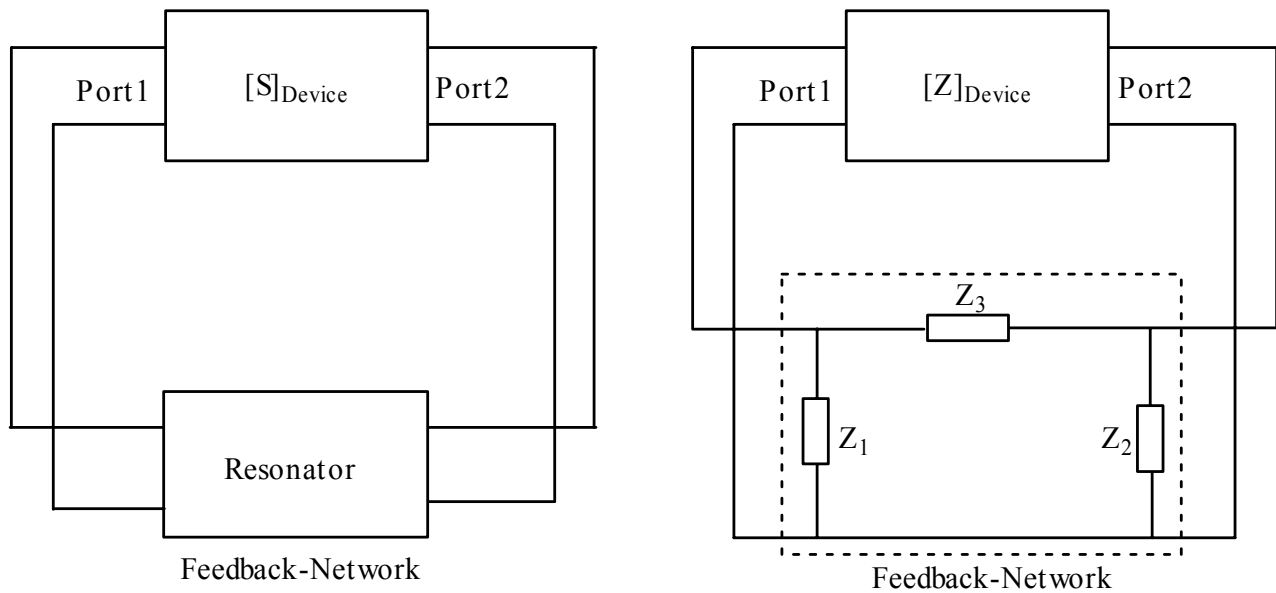 Port1
[S]Device
Port2
Resonator
Feedback-Network
Port1
[Z]Device
Port2
Z3
Z1
Z2
Feedback-Network